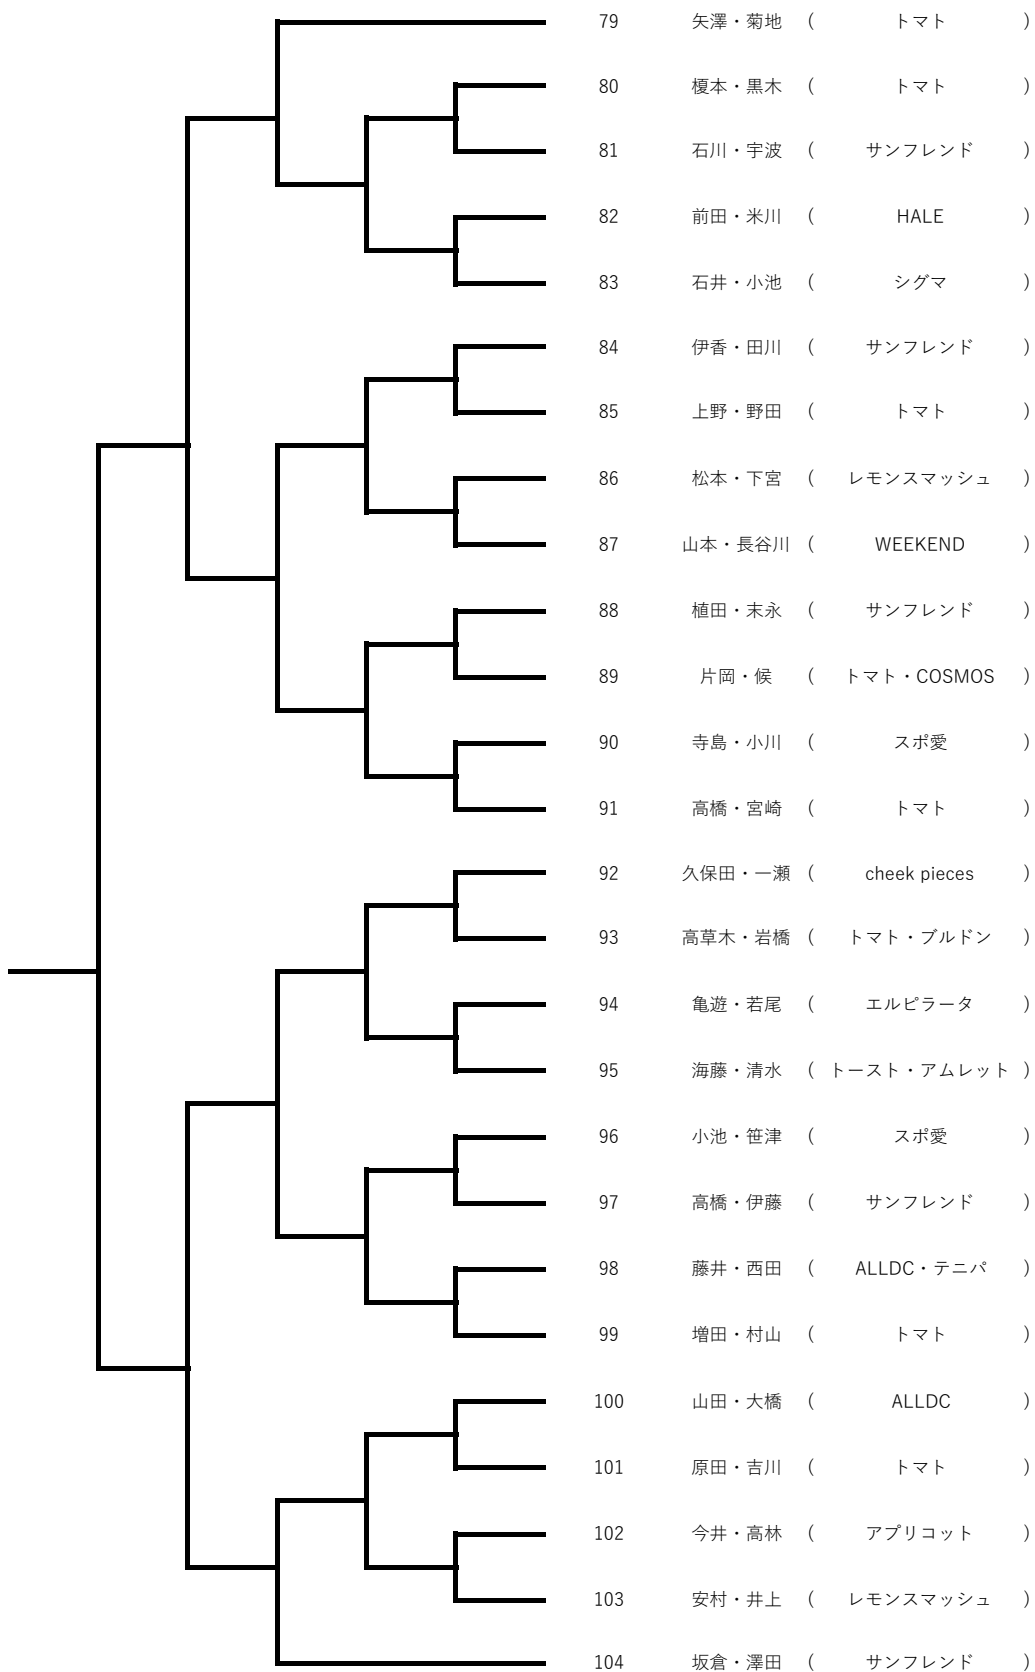 79 矢澤・菊地 ( トマト )
80 榎本・黒木 ( トマト )
81 石川・宇波 ( サンフレンド )
82 前田・米川 ( HALE )
83 石井・小池 ( シグマ )
84 伊香・田川 ( サンフレンド )
85 上野・野田 ( トマト )
86 松本・下宮 ( レモンスマッシュ )
87 山本・長谷川 ( WEEKEND )
88 植田・末永 ( サンフレンド )
89 片岡・候 ( トマト・COSMOS )
90 寺島・小川 ( スポ愛 )
91 高橋・宮崎 ( トマト )
92 久保田・一瀬 ( cheek pieces )
93 高草木・岩橋 ( トマト・ブルドン )
94 亀遊・若尾 ( エルピラータ )
95 海藤・清水 ( トースト・アムレット )
96 小池・笹津 ( スポ愛 )
97 高橋・伊藤 ( サンフレンド )
98 藤井・西田 ( ALLDC・テニパ )
99 増田・村山 ( トマト )
100 山田・大橋 ( ALLDC )
101 原田・吉川 ( トマト )
102 今井・高林 ( アプリコット )
103 安村・井上 ( レモンスマッシュ )
104 坂倉・澤田 ( サンフレンド )